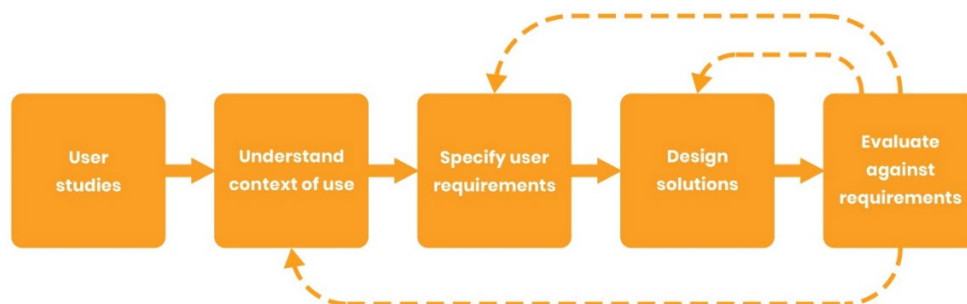 User
studies
Understand
context of use
Specify user
requirements
Design
solutions
Evaluate
against
requirements